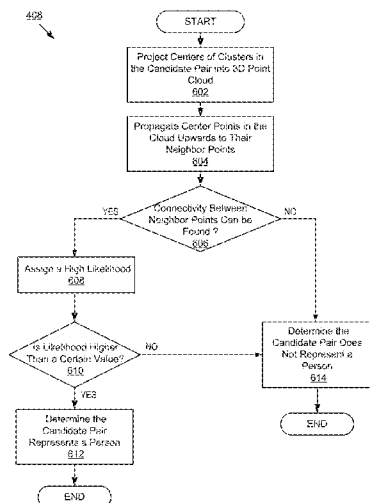 408
START
Project Centers of Clusters in
the Candidate Pair into 3D Point
Cloud
602
Propagate Center Points in the
Cloud Upwards to Their
Neighbor Points
604
YES
Connectivity Between
Neighbor Points Can be
Found ?
606
NO
Assign a High Likelihood
608
Is Likelihood Higher
Than a Certain Value?
610
NO
YES
Determine the
Candidate Pair Does
Not Represent a
Person
614
END
Determine the
Candidate Pair
Represents a Person
612
END